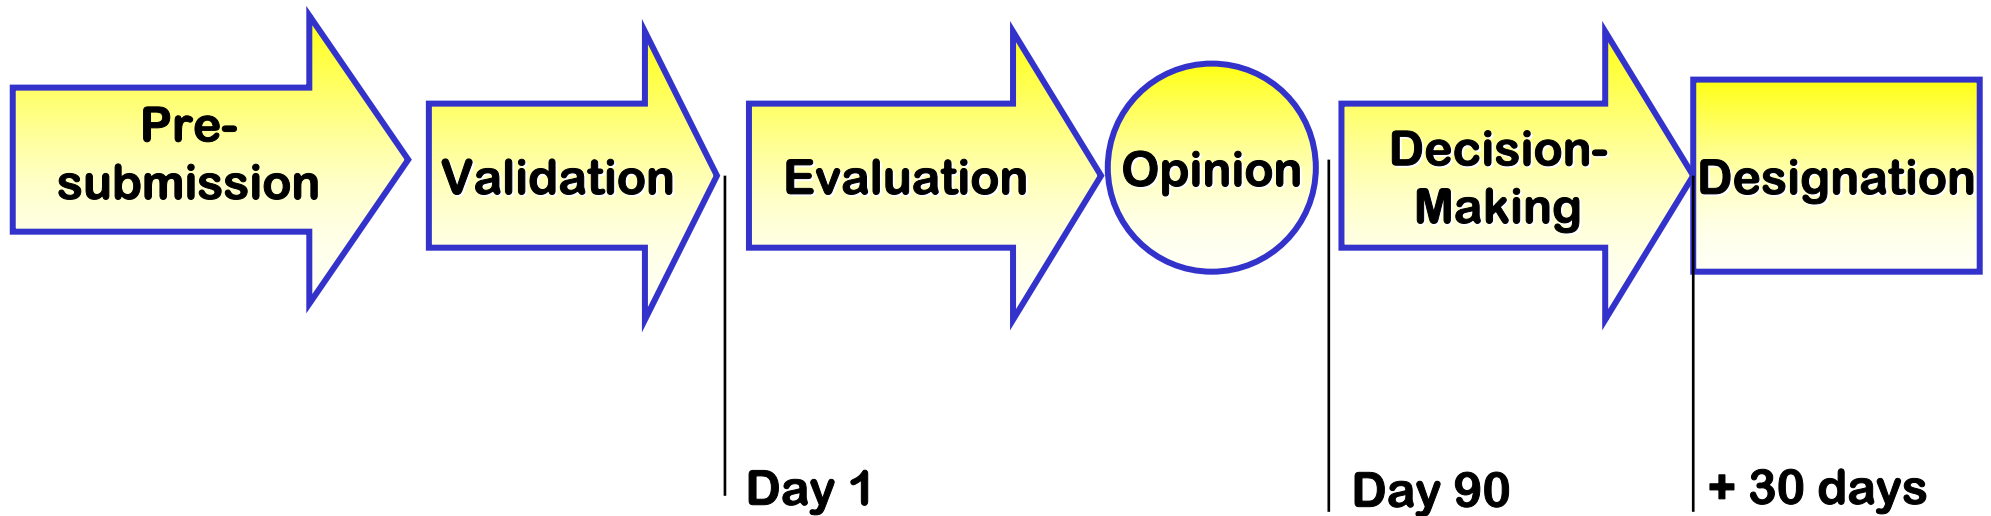 Pre-
submission
Validation
Evaluation
Opinion
Decision-
Making
Designation
Day 1
Day 90
+ 30 days